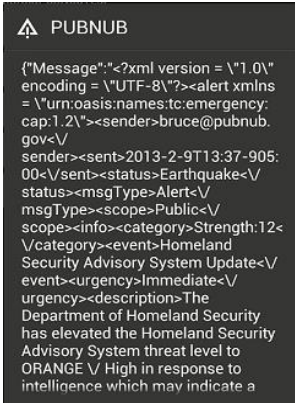 PUBNUB
{"Message":"<?xml version = \"1.0\"
encoding = \"UTF-8\"?><alert xmlns
= \"urn:oasis:names:tc:emergency:
cap:1.2\"><sender>bruce@pubnub.
gov<\/
sender><sent>2013-2-9T13:37-905:
00<\/sent><status>Earthquake<\/
status><msgType>Alert<\/
msgType><scope>Public<\/
scope><info><category>Strength:12<
\/category><event>Homeland
Security Advisory System Update<\/
event><urgency>Immediate<\/
urgency><description>The
Department of Homeland Security
has elevated the Homeland Security
Advisory System threat level to
ORANGE \/ High in response to
intelligence which may indicate a